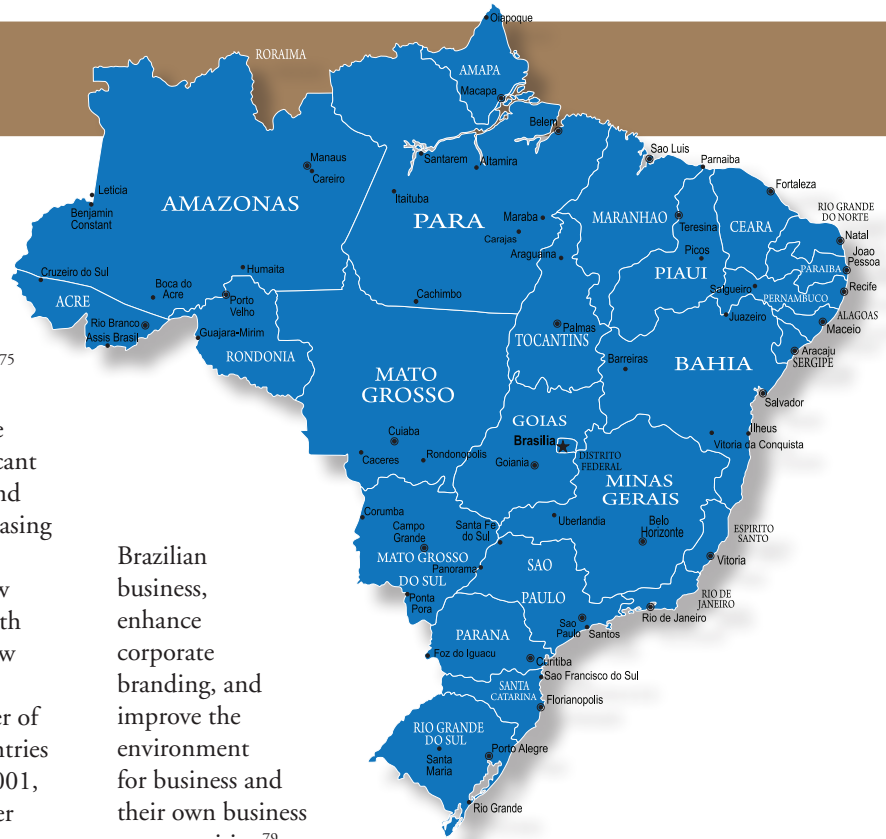 Oiapoque
RORAIMA
AMAPA
Macapa
Belem
Manaus
Careiro
Santarem
Altamira
Sao Luis
Parnaiba
Fortaleza
Leticia
Benjamin
Constant
AMAZONAS
Itaituba
PARA
Maraba
Carajas
Araguaina
MARANHAO
Teresina
CEARA
RIO GRANDE
DO NORTE
Natal
Joao
Pessoa
Picos
PIAUI
PARAIBA
Salgueiro
PERNAMBUCO
Recife
Cruzeiro do Sul
Boca do
Acre
Humaita
Porto
Velho
ACRE
Rio Branco
Assis Brasil
Guajara-Mirim
RONDONIA
Cachimbo
Palmas
TOCANTINS
Juazeiro
ALAGOAS
Maceio
Aracaju
SERGIPE
Barreiras
BAHIA
Salvador
MATO
GROSSO
Cuiaba
Caceres
Rondonopolis
GOIAS
Brasilia
Goiania
DISTRITO
FEDERAL
Ilheus
Vitoria da Conquista
MINAS
GERAIS
Corumba
Campo
Grande
Santa Fe
do Sul
Uberlandia
Belo
Horizonte
ESPIRITO
SANTO
Vitoria
MATO GROSSO
DO SUL
Panorama
SAO
PAULO
Ponta
Pora
RIO DE
JANEIRO
Rio de Janeiro
Sao
Paulo
Santos
PARANA
Foz do Iguacu
Curitiba
Sao Francisco do Sul
SANTA
CATARINA
Florianopolis
RIO GRANDE
DO SUL
Santa
Maria
Porto Alegre
Rio Grande
75
Brazilian
business,
enhance
corporate
branding, and
improve the
environment
for business and
their own business
79